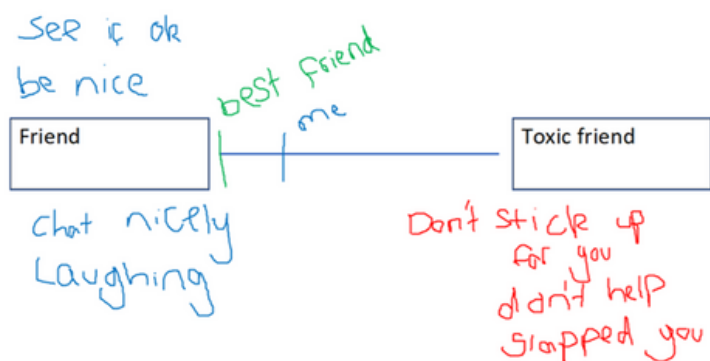 See if ok
be nice
best friend
me
Friend
Toxic friend
Chat nicely
Laughing
Don't stick up
for you
didn't help
slapped you